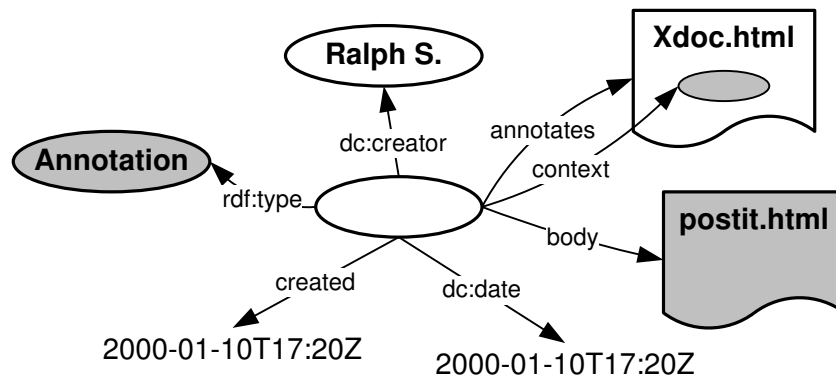 Ralph S.
Xdoc.html
annotates
dc:creator
context
Annotation
rdf:type
postit.html
body
created
dc:date
2000-01-10T17:20Z
2000-01-10T17:20Z